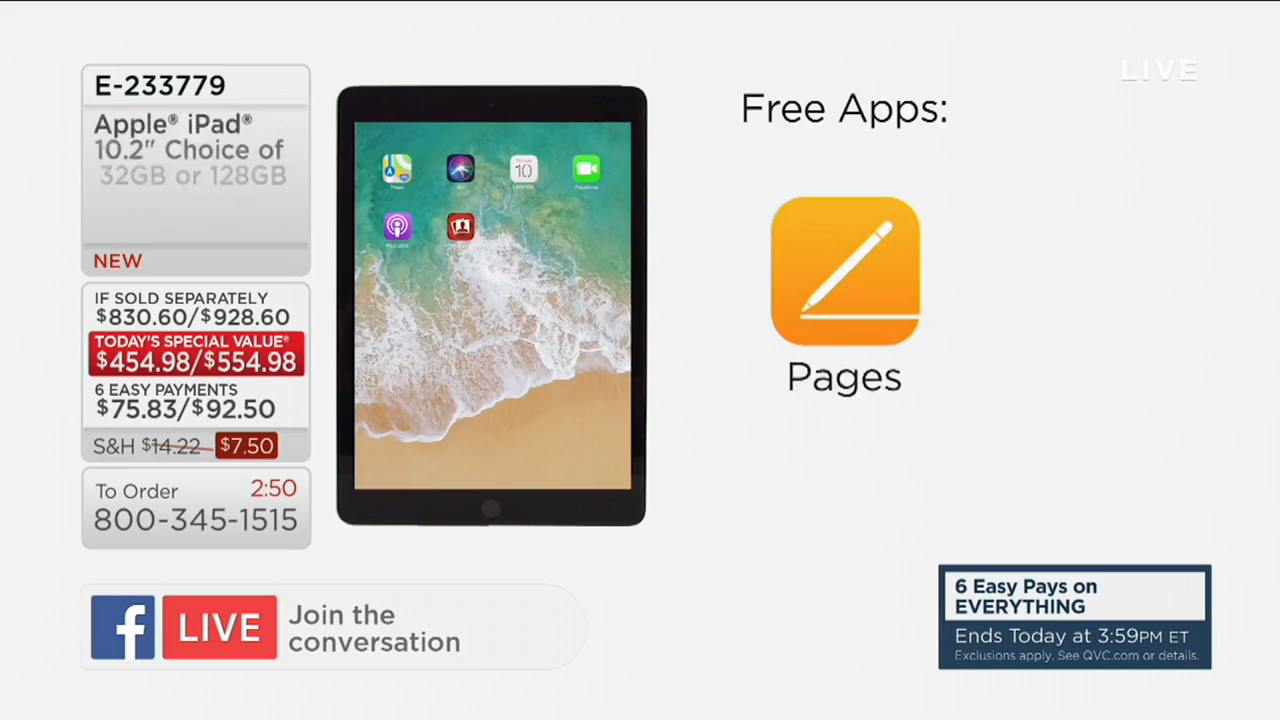 E-233779
Apple® iPad®
10.2" Choice of
32GB or 128GB
NEW
IF SOLD SEPARATELY
$830.60/$928.60
TODAY'S SPECIAL VALUE®
$454.98/$554.98
6 EASY PAYMENTS
$75.83/$92.50
S&H $14.22 $7.50
To Order 2:50
800-345-1515
f LIVE
Join the
conversation
10
Free Apps:
Pages
LIVE
6 Easy Pays on
EVERYTHING
Ends Today at 3:59PM ET
Exclusions apply. See QVC.com or details.